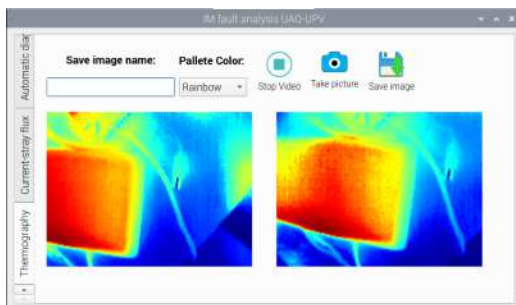 IM fault analysis UAQ-UPV
Automatic diag
Current-stray flux
Thermography
Save image name:
Pallete Color:
Rainbow
Stop Video
Take picture
Save image